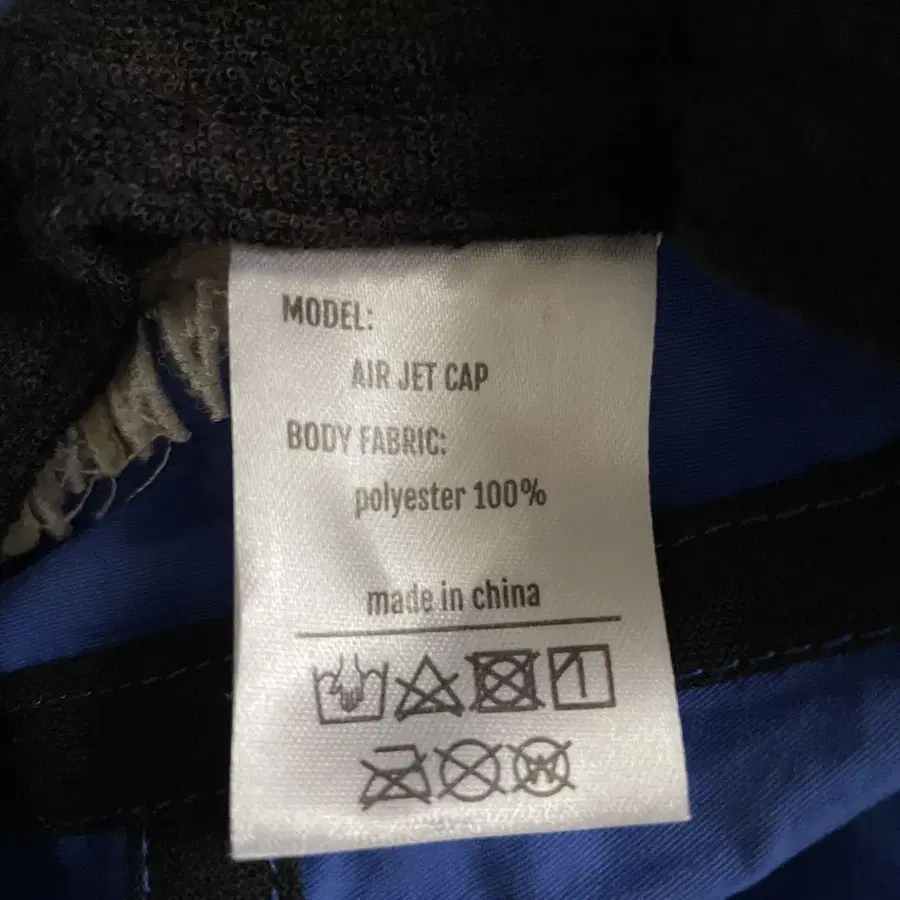 MODEL:
AIR JET CAP
BODY FABRIC:
polyester 100%
made in china